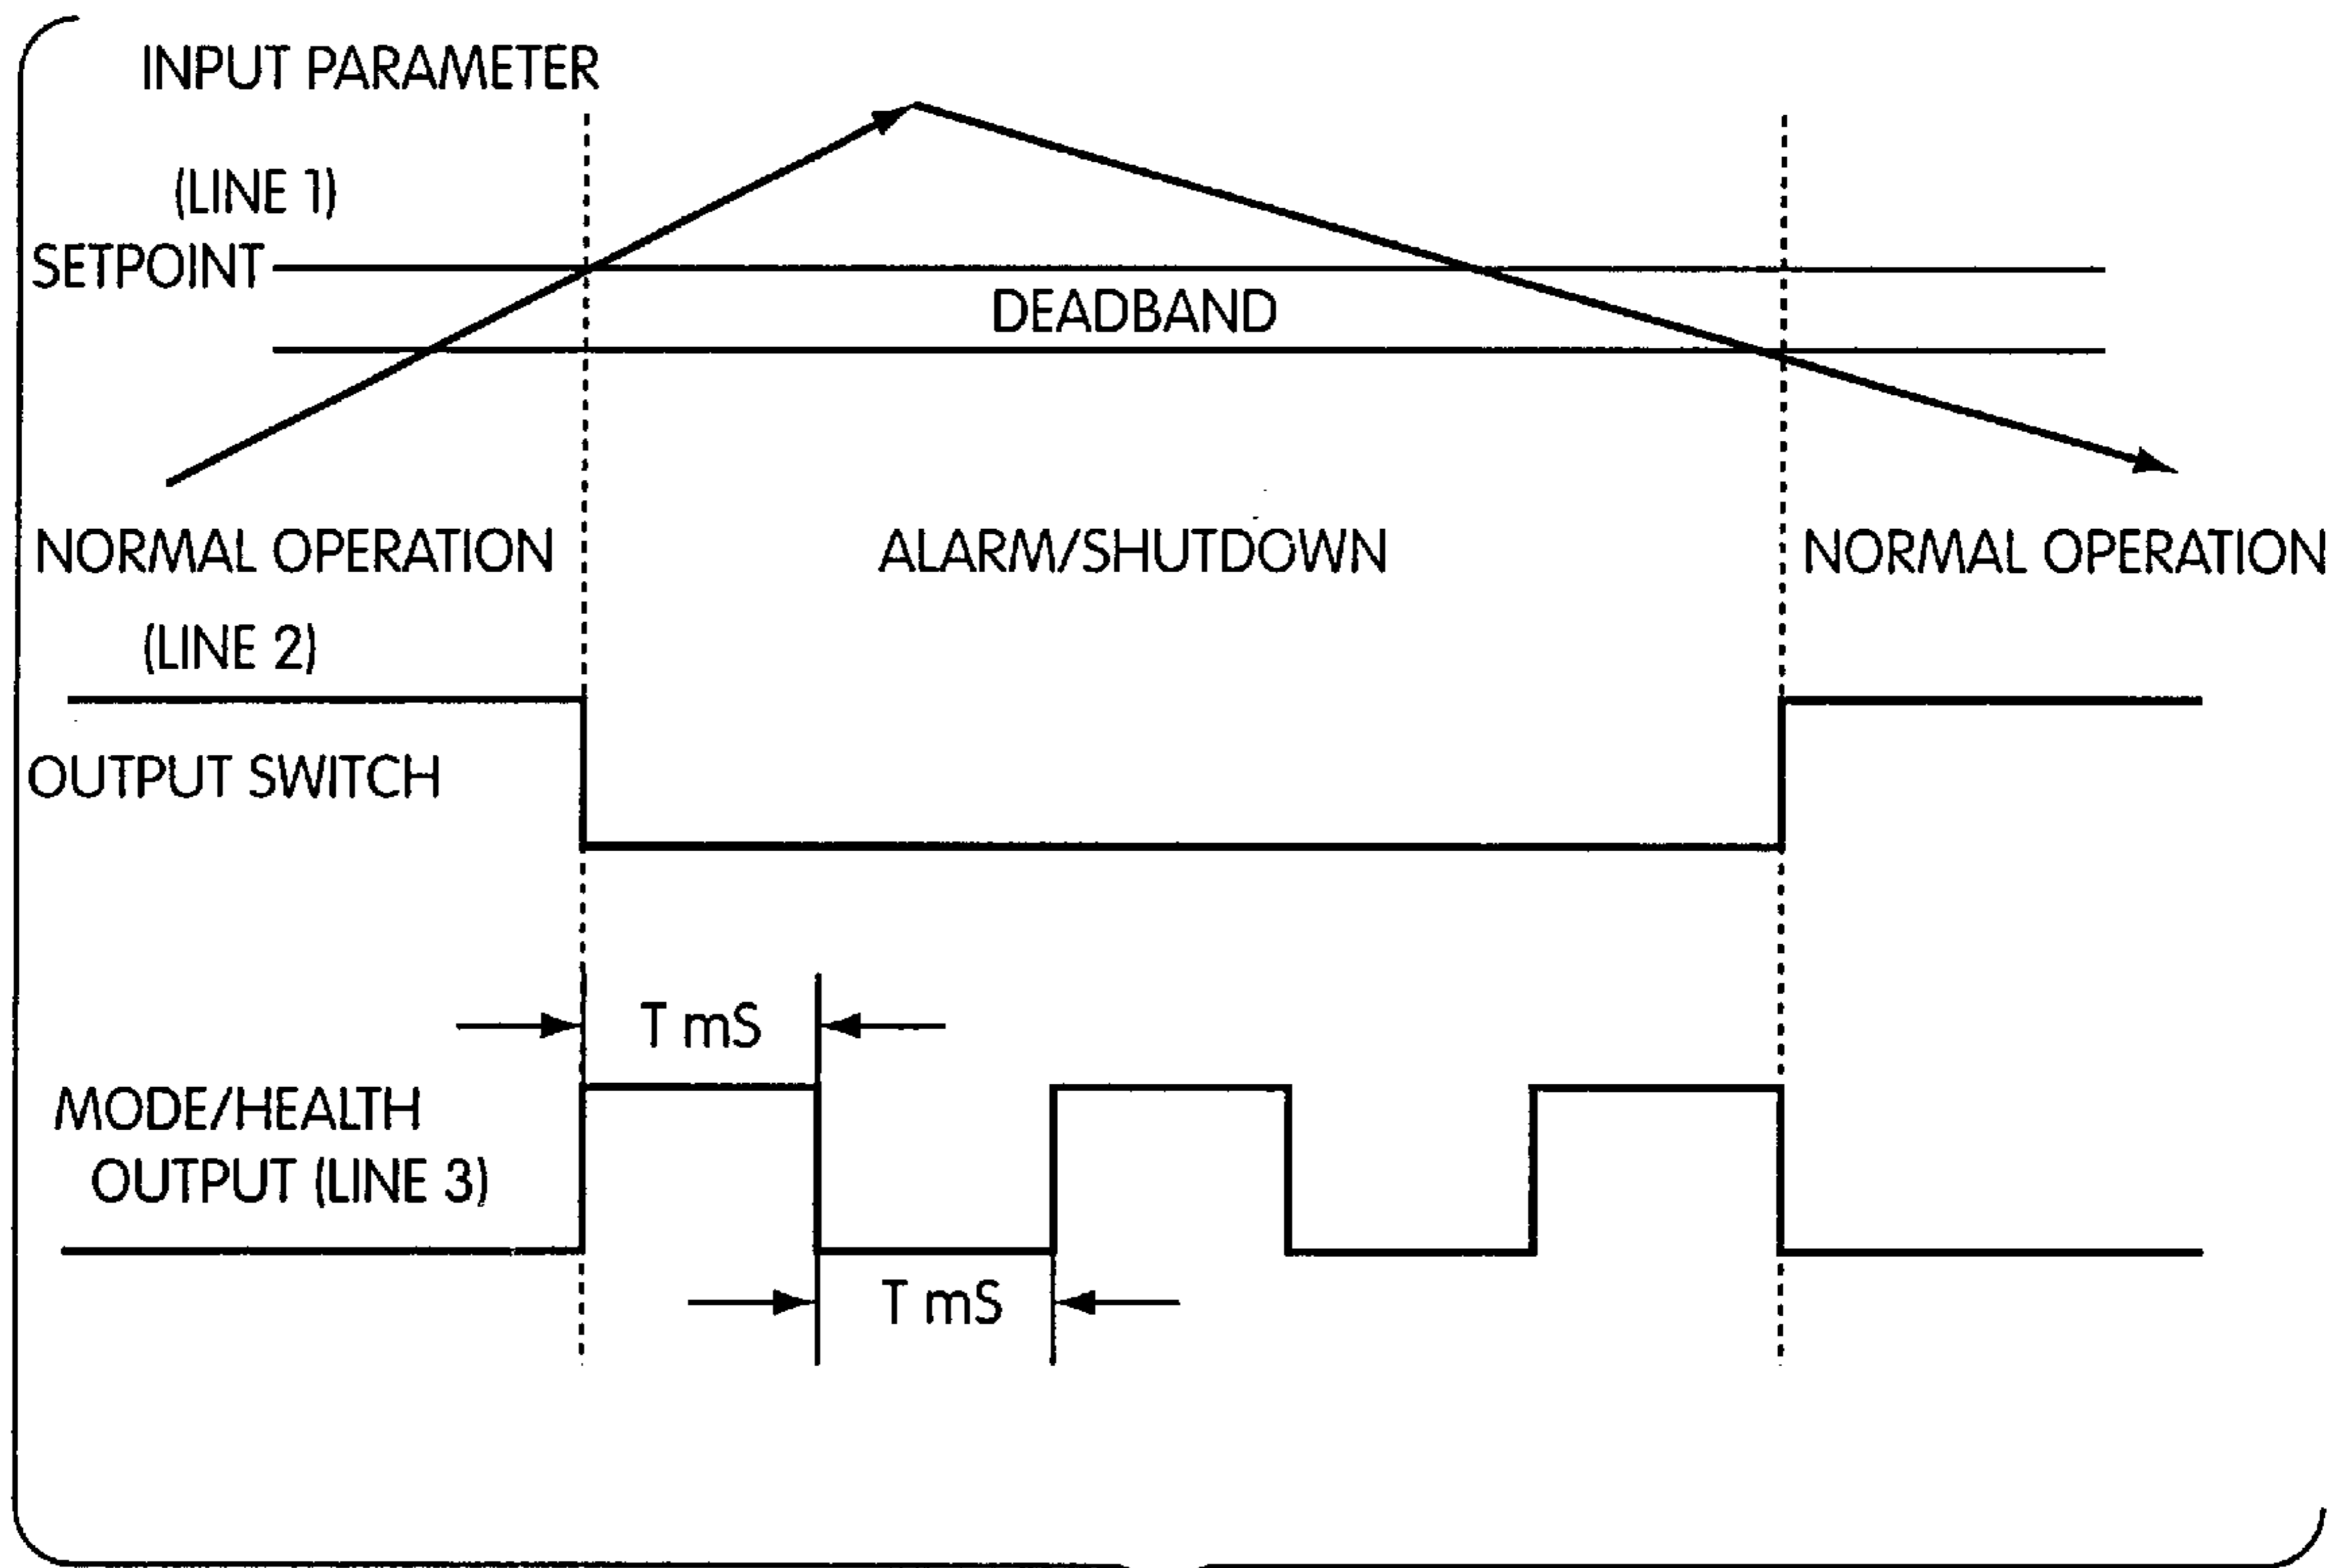 INPUT PARAMETER
(LINE 1)
SETPOINT
DEADBAND
NORMAL OPERATION
ALARM/SHUTDOWN
NORMAL OPERATION
(LINE 2)
OUTPUT SWITCH
T mS
MODE/HEALTH
OUTPUT (LINE 3)
T mS